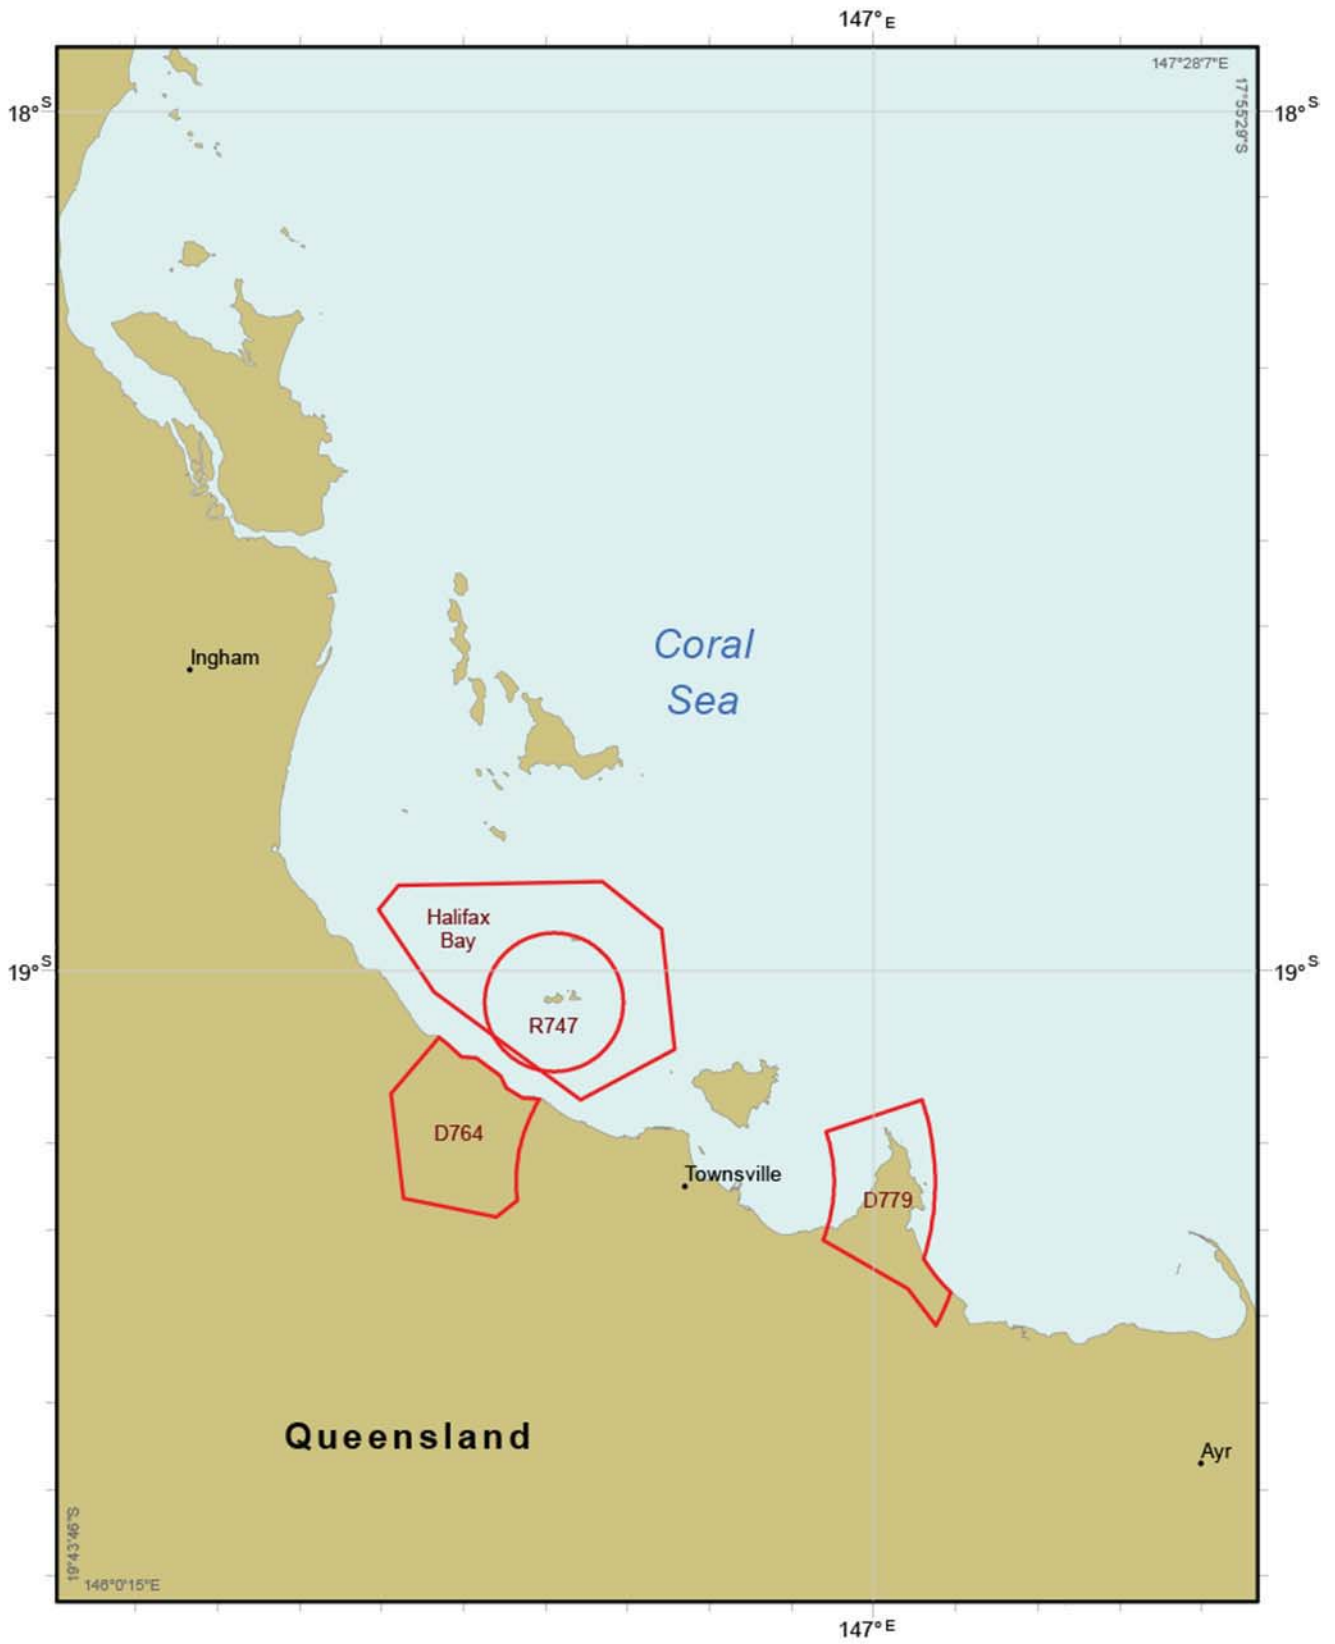 147°E
147°28'7"E
17°55'29"S
18°S
18°S
Ingham
Coral
Sea
Halifax
Bay
19°S
19°S
R747
D764
Townsville
D779
Queensland
Ayr
19°43'46"S
146°0'15"E
147°E